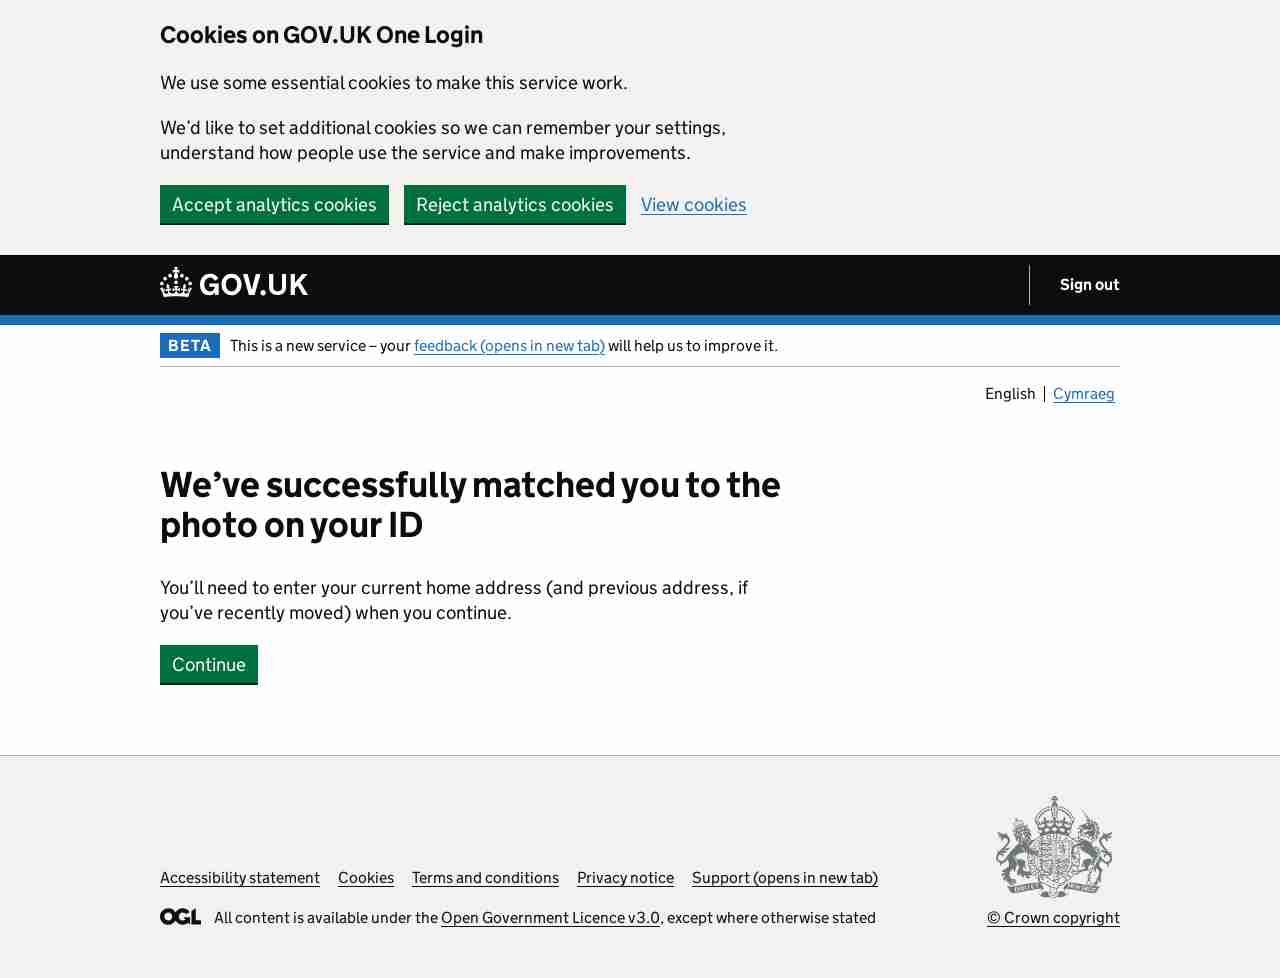 Cookies on GOV.UK One Login
We use some essential cookies to make this service work.
We’d like to set additional cookies so we can remember your settings,
understand how people use the service and make improvements.
Accept analytics cookies Reject analytics cookies View cookies
GOV.UK Sign out
BETA This is a new service – your feedback (opens in new tab) will help us to improve it.
English Cymraeg
We’ve successfully matched you to the
photo on your ID
You’ll need to enter your current home address (and previous address, if
you’ve recently moved) when you continue.
Continue
Accessibility statement Cookies Terms and conditions Privacy notice Support (opens in new tab)
OGL All content is available under the Open Government Licence v3.0, except where otherwise stated © Crown copyright